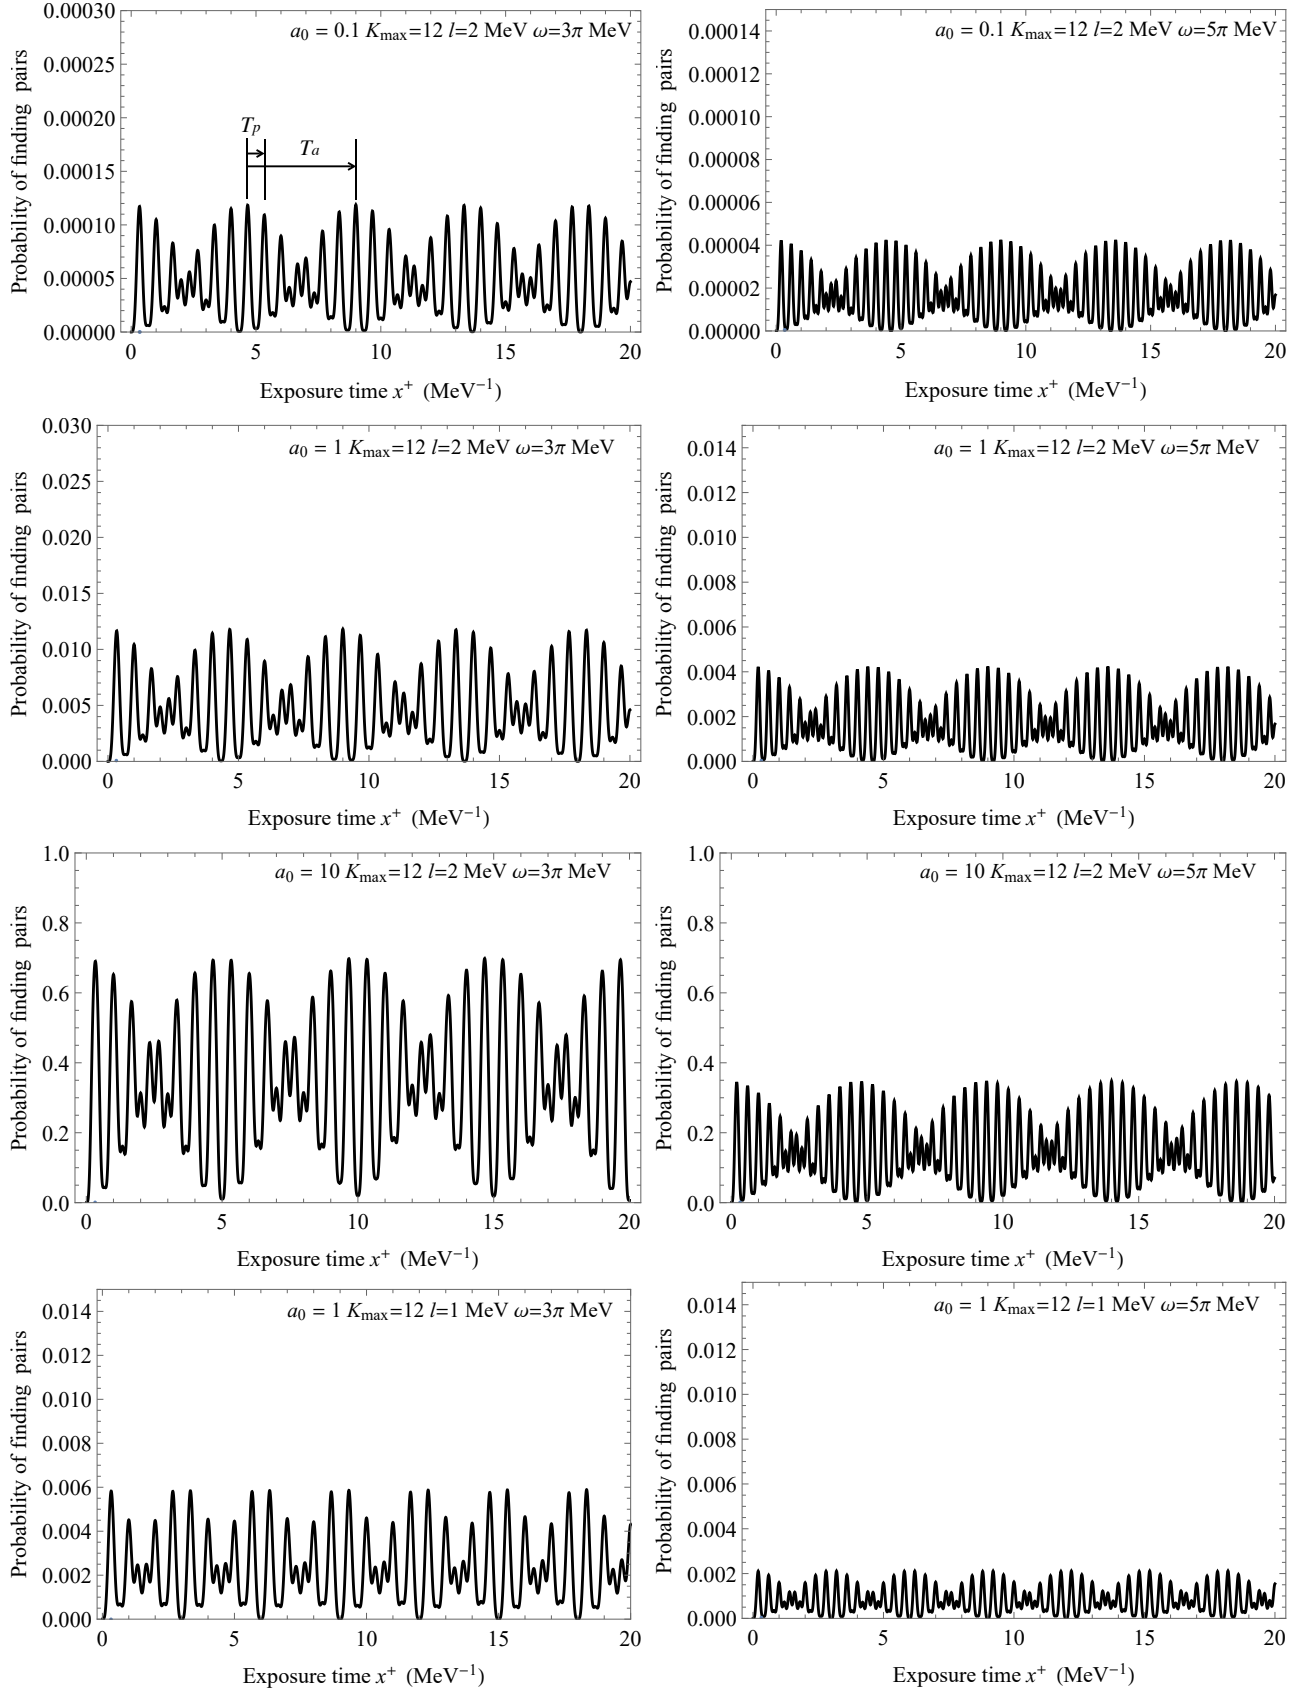 a0 = 0.1 Kmax=12 l=2 MeV ω=3π MeV
Probability of finding pairs
0.00030
0.00025
0.00020
0.00015
0.00010
0.00005
0.00000
Tp
Ta
0 5 10 15 20
Exposure time x+ (MeV−1)
a0 = 0.1 Kmax=12 l=2 MeV ω=5π MeV
Probability of finding pairs
0.00014
0.00012
0.00010
0.00008
0.00006
0.00004
0.00002
0.00000
0 5 10 15 20
Exposure time x+ (MeV−1)
a0 = 1 Kmax=12 l=2 MeV ω=3π MeV
Probability of finding pairs
0.030
0.025
0.020
0.015
0.010
0.005
0.000
0 5 10 15 20
Exposure time x+ (MeV−1)
a0 = 1 Kmax=12 l=2 MeV ω=5π MeV
Probability of finding pairs
0.014
0.012
0.010
0.008
0.006
0.004
0.002
0.000
0 5 10 15 20
Exposure time x+ (MeV−1)
a0 = 10 Kmax=12 l=2 MeV ω=3π MeV
Probability of finding pairs
1.0
0.8
0.6
0.4
0.2
0.0
0 5 10 15 20
Exposure time x+ (MeV−1)
a0 = 10 Kmax=12 l=2 MeV ω=5π MeV
Probability of finding pairs
1.0
0.8
0.6
0.4
0.2
0.0
0 5 10 15 20
Exposure time x+ (MeV−1)
a0 = 1 Kmax=12 l=1 MeV ω=3π MeV
Probability of finding pairs
0.014
0.012
0.010
0.008
0.006
0.004
0.002
0.000
0 5 10 15 20
Exposure time x+ (MeV−1)
a0 = 1 Kmax=12 l=1 MeV ω=5π MeV
Probability of finding pairs
0.014
0.012
0.010
0.008
0.006
0.004
0.002
0.000
0 5 10 15 20
Exposure time x+ (MeV−1)